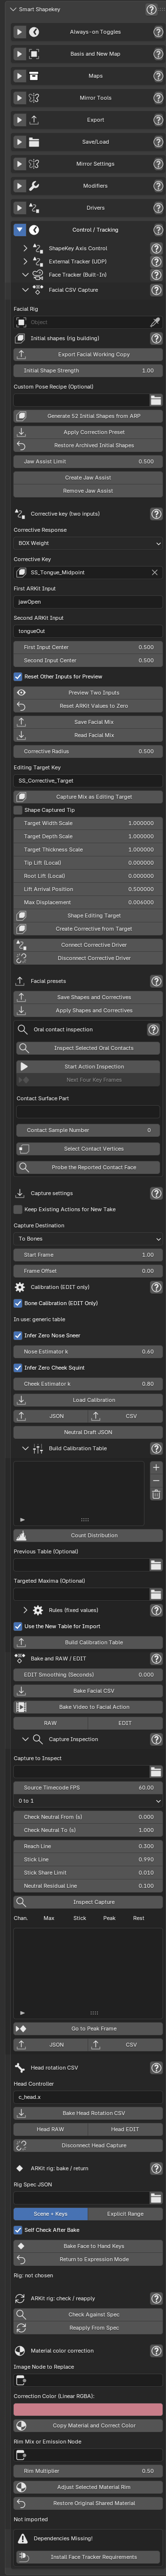 Smart Shapekey
Always-on Toggles
Basis and New Map
Maps
Mirror Tools
Export
Save/Load
Mirror Settings
Modifiers
Drivers
Control / Tracking
ShapeKey Axis Control
External Tracker (UDP)
Face Tracker (Built-in)
Facial CSV Capture
Facial Rig
Object
Initial shapes (rig building)
Export Facial Working Copy
Initial Shape Strength 1.00
Custom Pose Recipe (Optional)
Generate 52 Initial Shapes from ARP
Apply Correction Preset
Restore Archived Initial Shapes
Jaw Assist Limit 0.500
Create Jaw Assist
Remove Jaw Assist
Corrective key (two inputs)
Corrective Response
BOX Weight
Corrective Key
SS_Tongue_Midpoint
First ARKit Input
jawOpen
Second ARKit Input
tongueOut
First Input Center 0.500
Second Input Center 0.500
Reset Other Inputs for Preview
Preview Two Inputs
Reset ARKit Values to Zero
Save Facial Mix
Read Facial Mix
Corrective Radius 0.500
Editing Target Key
SS_Corrective_Target
Capture Mix as Editing Target
Shape Captured Tip
Target Width Scale 1.000000
Target Depth Scale 1.000000
Target Thickness Scale 1.000000
Tip Lift (Local) 0.000000
Root Lift (Local) 0.000000
Lift Arrival Position 0.500000
Max Displacement 0.006000
Shape Editing Target
Create Corrective from Target
Connect Corrective Driver
Disconnect Corrective Driver
Facial presets
Save Shapes and Correctives
Apply Shapes and Correctives
Oral contact inspection
Inspect Selected Oral Contacts
Start Action Inspection
Next Four Key Frames
Contact Surface Part
Contact Sample Number 0
Select Contact Vertices
Probe the Reported Contact Face
Capture settings
Keep Existing Actions for New Take
Capture Destination
To Bones
Start Frame 1.00
Frame Offset 0.00
Calibration (EDIT only)
Bone Calibration (EDIT Only)
In use: generic table
Infer Zero Nose Sneer
Nose Estimator k 0.60
Infer Zero Cheek Squint
Cheek Estimator k 0.80
Load Calibration
JSON CSV
Neutral Draft JSON
Build Calibration Table
Count Distribution
Previous Table (Optional)
Targeted Maxima (Optional)
Rules (fixed values)
Use the New Table for Import
Build Calibration Table
Bake and RAW / EDIT
EDIT Smoothing (Seconds) 0.000
Bake Facial CSV
Bake Video to Facial Action
RAW EDIT
Capture Inspection
Capture to Inspect
Source Timecode FPS 60.00
0 to 1
Check Neutral From (s) 0.000
Check Neutral To (s) 1.000
Reach Line 0.300
Stick Line 0.990
Stick Share Limit 0.010
Neutral Residual Line 0.100
Inspect Capture
Chan. Max Stick Peak Rest
Go to Peak Frame
JSON CSV
Head rotation CSV
Head Controller
c_head.x
Bake Head Rotation CSV
Head RAW Head EDIT
Disconnect Head Capture
ARKit rig: bake / return
Rig Spec JSON
Scene + Keys Explicit Range
Self Check After Bake
Bake Face to Hand Keys
Return to Expression Mode
Rig: not chosen
ARKit rig: check / reapply
Check Against Spec
Reapply From Spec
Material color correction
Image Node to Replace
Correction Color (Linear RGBA):
Copy Material and Correct Color
Rim Mix or Emission Node
Rim Multiplier 0.50
Adjust Selected Material Rim
Restore Original Shared Material
Not imported
Dependencies Missing!
Install Face Tracker Requirements